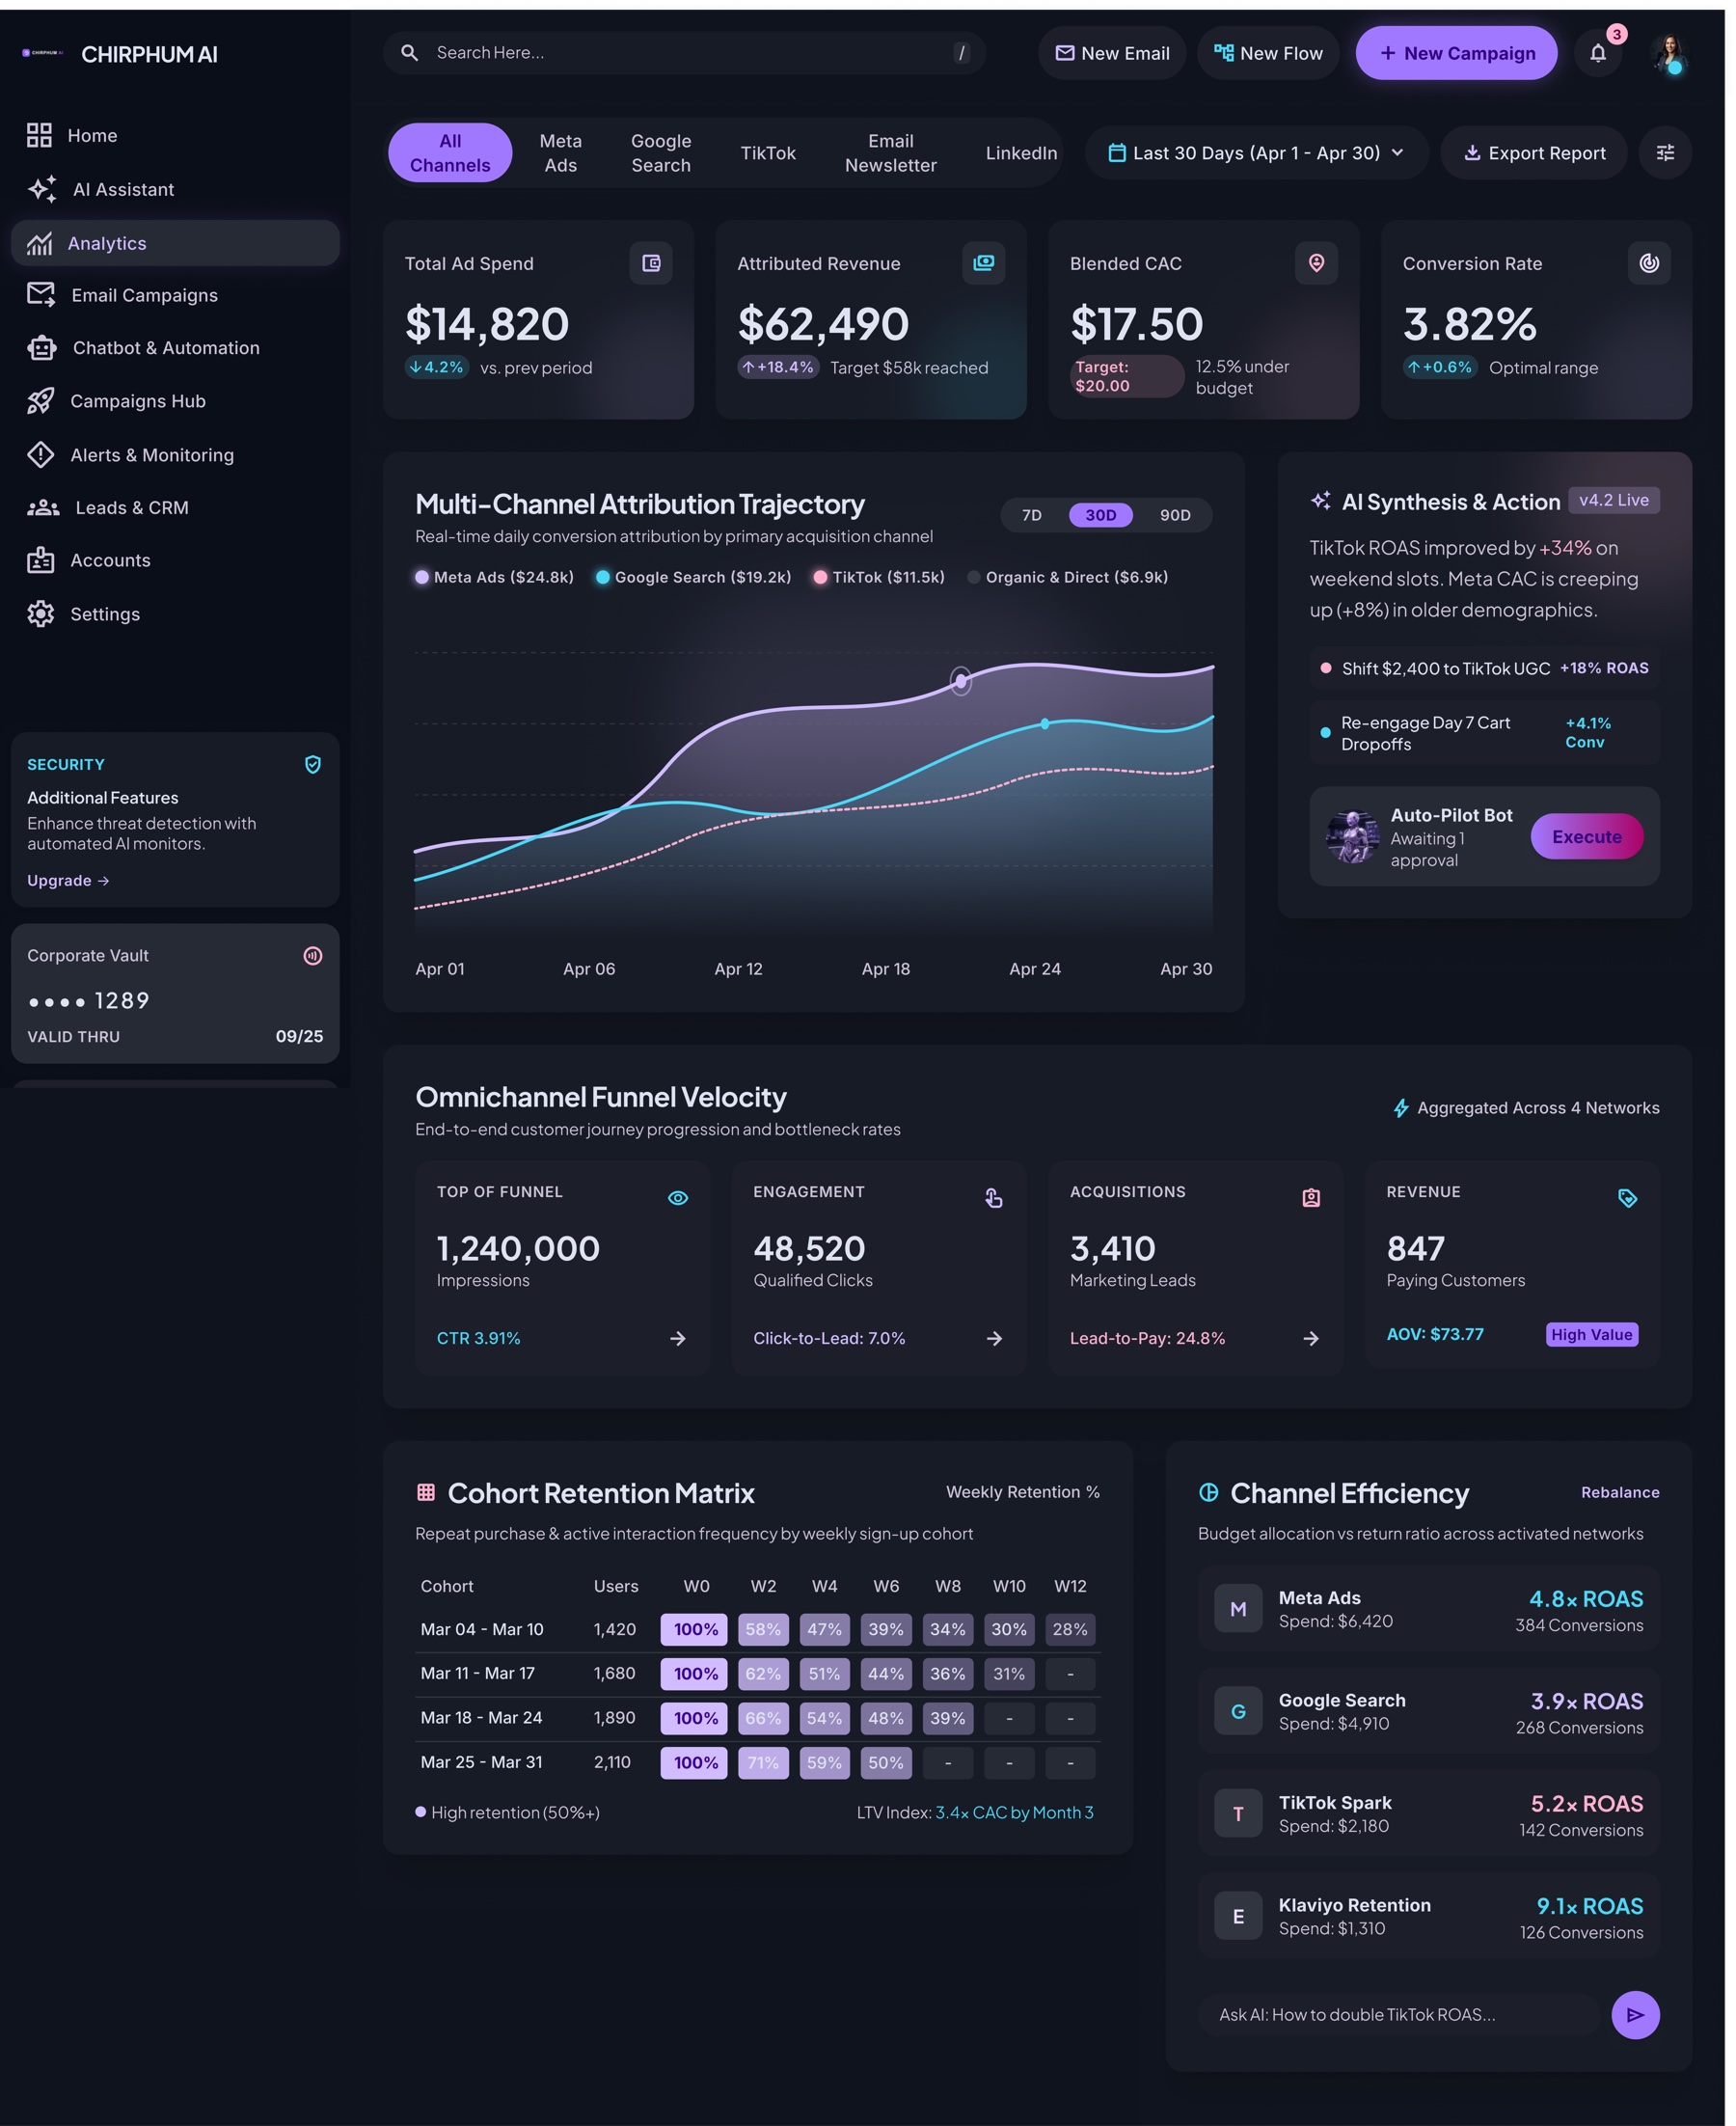 CHIRPHUM AI
CHIRPHUM AI
Home
AI Assistant
Analytics
Email Campaigns
Chatbot & Automation
Campaigns Hub
Alerts & Monitoring
Leads & CRM
Accounts
Settings
SECURITY
Additional Features
Enhance threat detection with
automated AI monitors.
Upgrade →
Corporate Vault
•••• 1289
VALID THRU 09/25
Search Here... /
New Email
New Flow
+ New Campaign
3
All
Channels
Meta
Ads
Google
Search
TikTok
Email
Newsletter
LinkedIn
Last 30 Days (Apr 1 - Apr 30)
Export Report
Total Ad Spend
$14,820
↓4.2% vs. prev period
Attributed Revenue
$62,490
↑+18.4% Target $58k reached
Blended CAC
$17.50
Target:
$20.00
12.5% under
budget
Conversion Rate
3.82%
↑+0.6% Optimal range
Multi-Channel Attribution Trajectory
Real-time daily conversion attribution by primary acquisition channel
7D 30D 90D
Meta Ads ($24.8k) Google Search ($19.2k) TikTok ($11.5k) Organic & Direct ($6.9k)
Apr 01 Apr 06 Apr 12 Apr 18 Apr 24 Apr 30
AI Synthesis & Action v4.2 Live
TikTok ROAS improved by +34% on
weekend slots. Meta CAC is creeping
up (+8%) in older demographics.
Shift $2,400 to TikTok UGC +18% ROAS
Re-engage Day 7 Cart
Dropoffs
+4.1%
Conv
Auto-Pilot Bot
Awaiting 1
approval
Execute
Omnichannel Funnel Velocity
End-to-end customer journey progression and bottleneck rates
Aggregated Across 4 Networks
TOP OF FUNNEL
1,240,000
Impressions
CTR 3.91% →
ENGAGEMENT
48,520
Qualified Clicks
Click-to-Lead: 7.0% →
ACQUISITIONS
3,410
Marketing Leads
Lead-to-Pay: 24.8% →
REVENUE
847
Paying Customers
AOV: $73.77 High Value
Cohort Retention Matrix
Weekly Retention %
Repeat purchase & active interaction frequency by weekly sign-up cohort
Cohort Users W0 W2 W4 W6 W8 W10 W12
Mar 04 - Mar 10 1,420 100% 58% 47% 39% 34% 30% 28%
Mar 11 - Mar 17 1,680 100% 62% 51% 44% 36% 31% -
Mar 18 - Mar 24 1,890 100% 66% 54% 48% 39% - -
Mar 25 - Mar 31 2,110 100% 71% 59% 50% - - -
High retention (50%+)
LTV Index: 3.4x CAC by Month 3
Channel Efficiency
Rebalance
Budget allocation vs return ratio across activated networks
M
Meta Ads
Spend: $6,420
4.8x ROAS
384 Conversions
G
Google Search
Spend: $4,910
3.9x ROAS
268 Conversions
T
TikTok Spark
Spend: $2,180
5.2x ROAS
142 Conversions
E
Klaviyo Retention
Spend: $1,310
9.1x ROAS
126 Conversions
Ask AI: How to double TikTok ROAS...